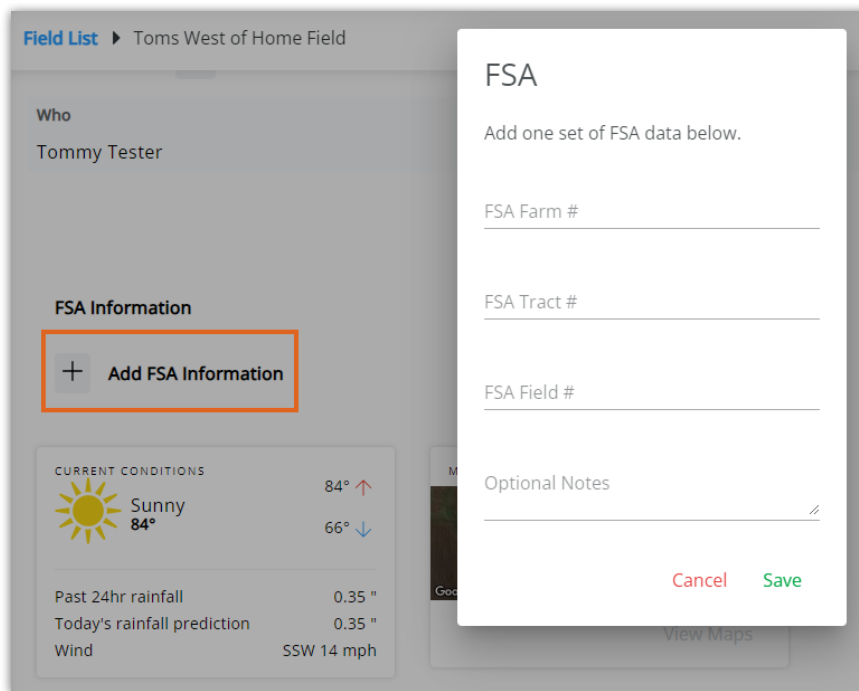 Field List Toms West of Home Field
Who
Tommy Tester
FSA Information
Add FSA Information
CURRENT CONDITIONS
Sunny
84°
84°
66°
Past 24hr rainfall 0.35 "
Today's rainfall prediction 0.35 "
Wind SSW 14 mph
M
Goo
View Maps
FSA
Add one set of FSA data below.
FSA Farm #
FSA Tract #
FSA Field #
Optional Notes
Cancel Save